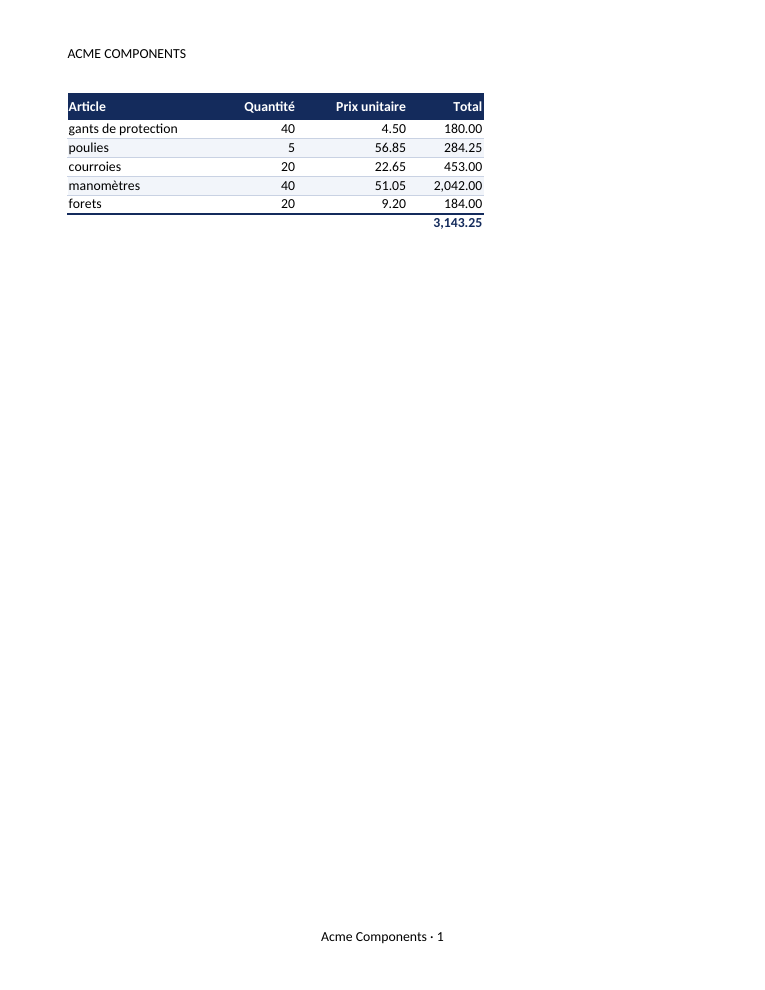 ACME COMPONENTS
Article Quantité Prix unitaire Total
gants de protection 40 4.50 180.00
poulies 5 56.85 284.25
courroies 20 22.65 453.00
manomètres 40 51.05 2,042.00
forets 20 9.20 184.00
3,143.25
Acme Components · 1